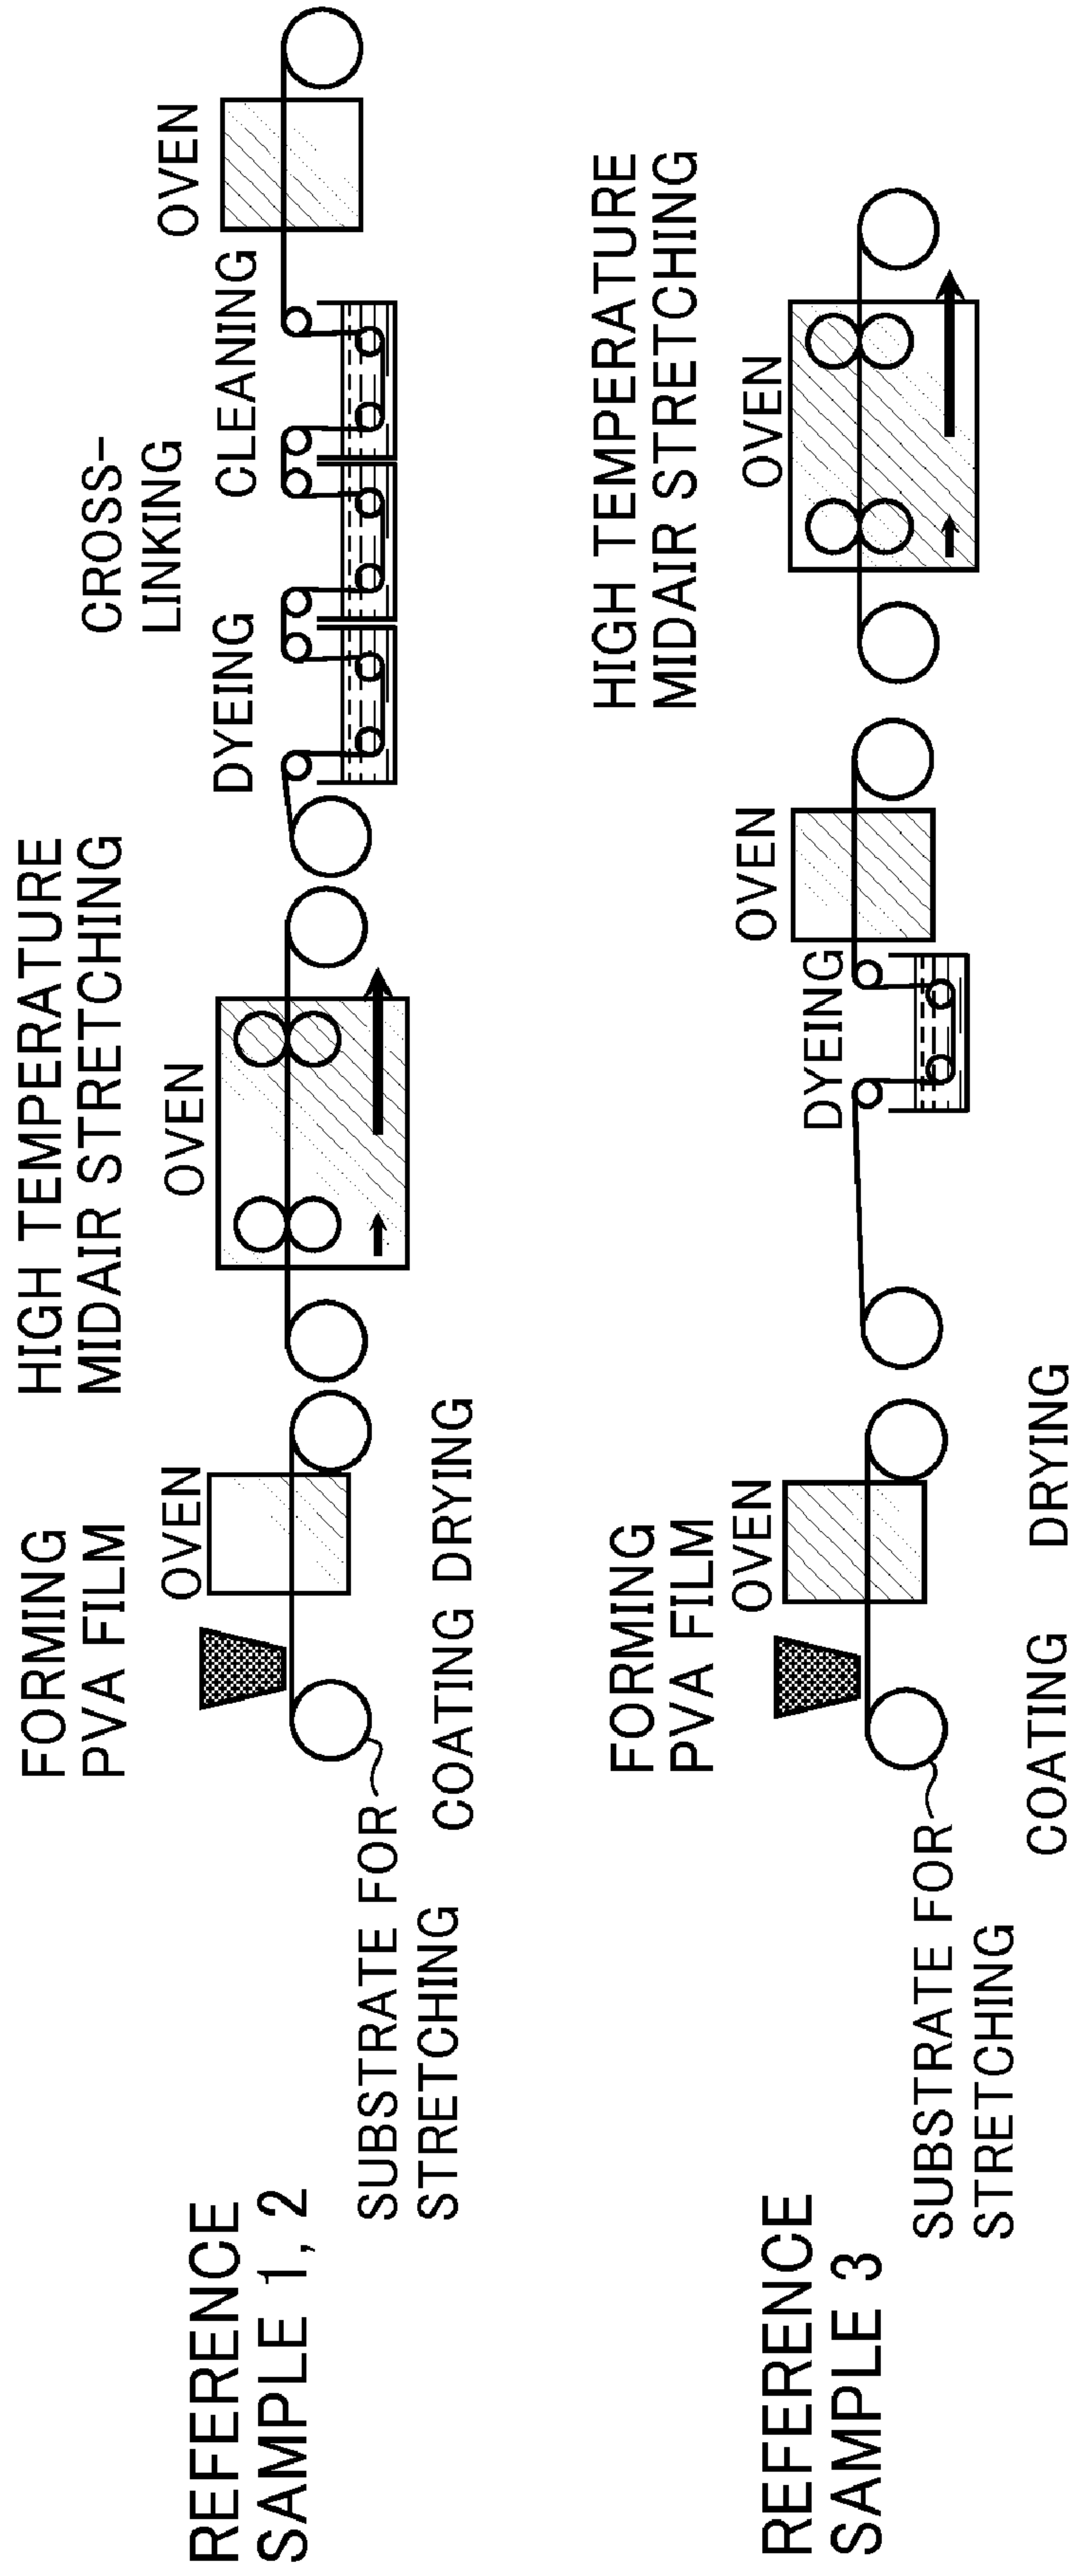 REFERENCE
SAMPLE 1, 2
FORMING
PVA FILM
OVEN
SUBSTRATE FOR
STRETCHING
COATING DRYING
HIGH TEMPERATURE
MIDAIR STRETCHING
OVEN
DYEING
CROSS-
LINKING
CLEANING
OVEN
REFERENCE
SAMPLE 3
FORMING
PVA FILM
OVEN
SUBSTRATE FOR
STRETCHING
COATING DRYING
DYEING
OVEN
HIGH TEMPERATURE
MIDAIR STRETCHING
OVEN